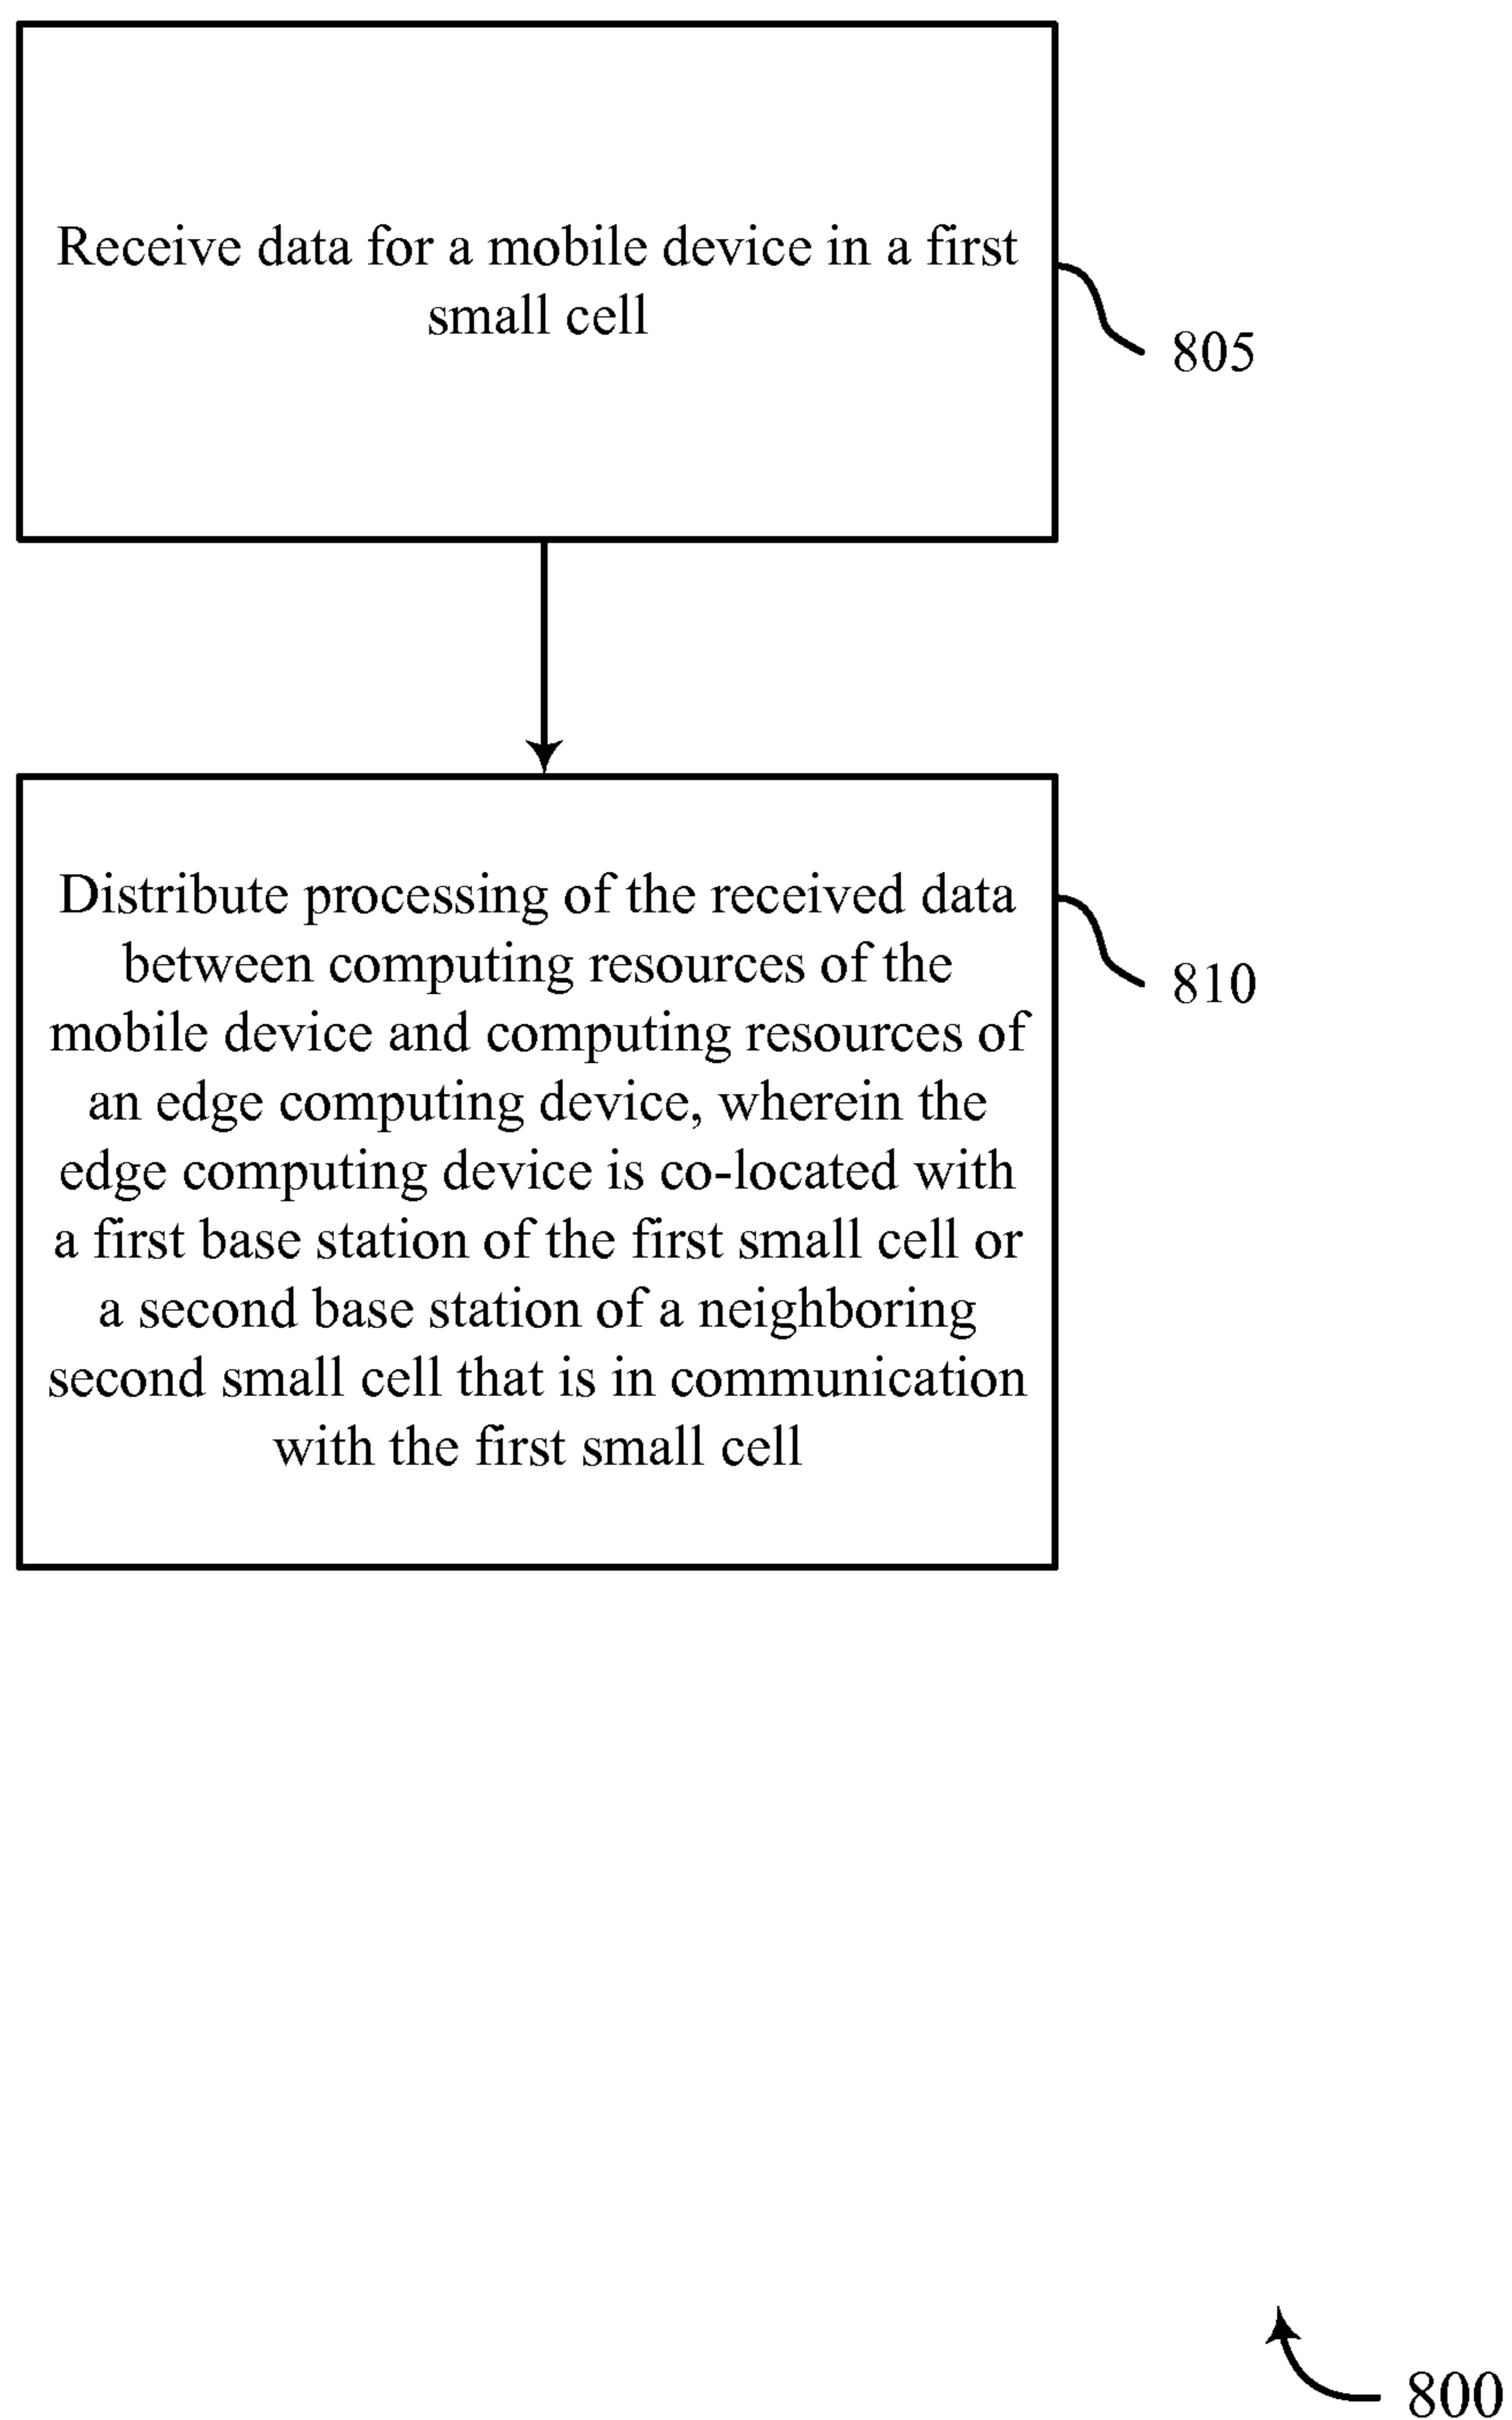 Receive data for a mobile device in a first
small cell
805
Distribute processing of the received data
between computing resources of the
mobile device and computing resources of
an edge computing device, wherein the
edge computing device is co-located with
a first base station of the first small cell or
a second base station of a neighboring
second small cell that is in communication
with the first small cell
810
800